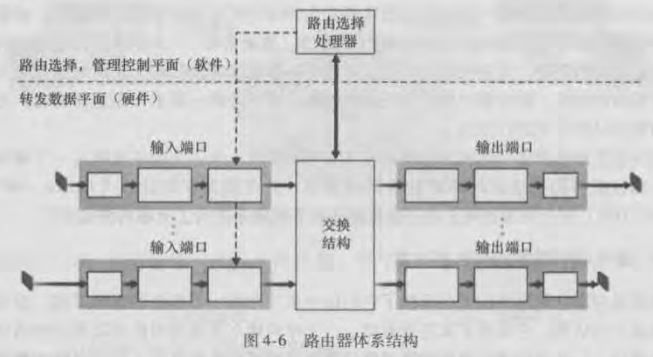 路由选择
处理器
路由选择，管理控制平面（软件）
转发数据平面（硬件）
输入端口
输出端口
交换
结构
输入端口
输出端口
图4-6 路由器体系结构